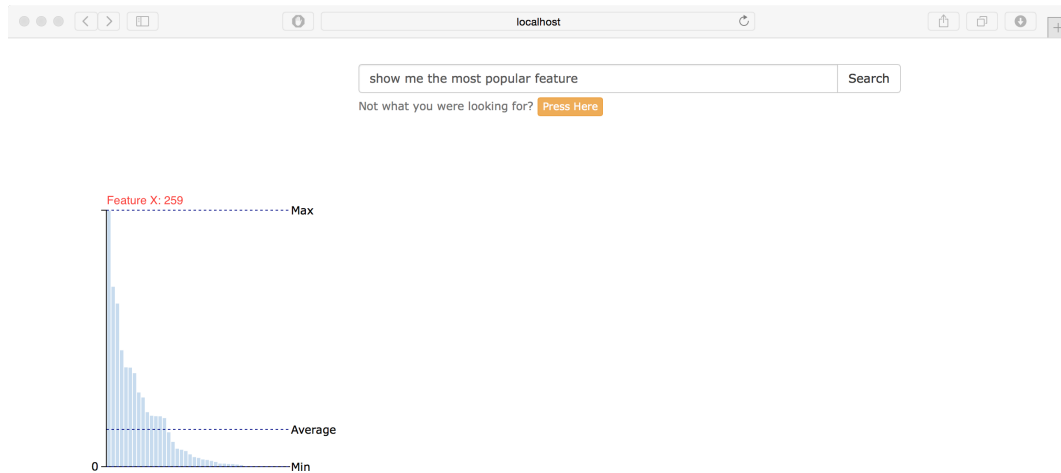 localhost
show me the most popular feature
Search
Not what you were looking for? Press Here
Feature X: 259
Max
Average
0
Min